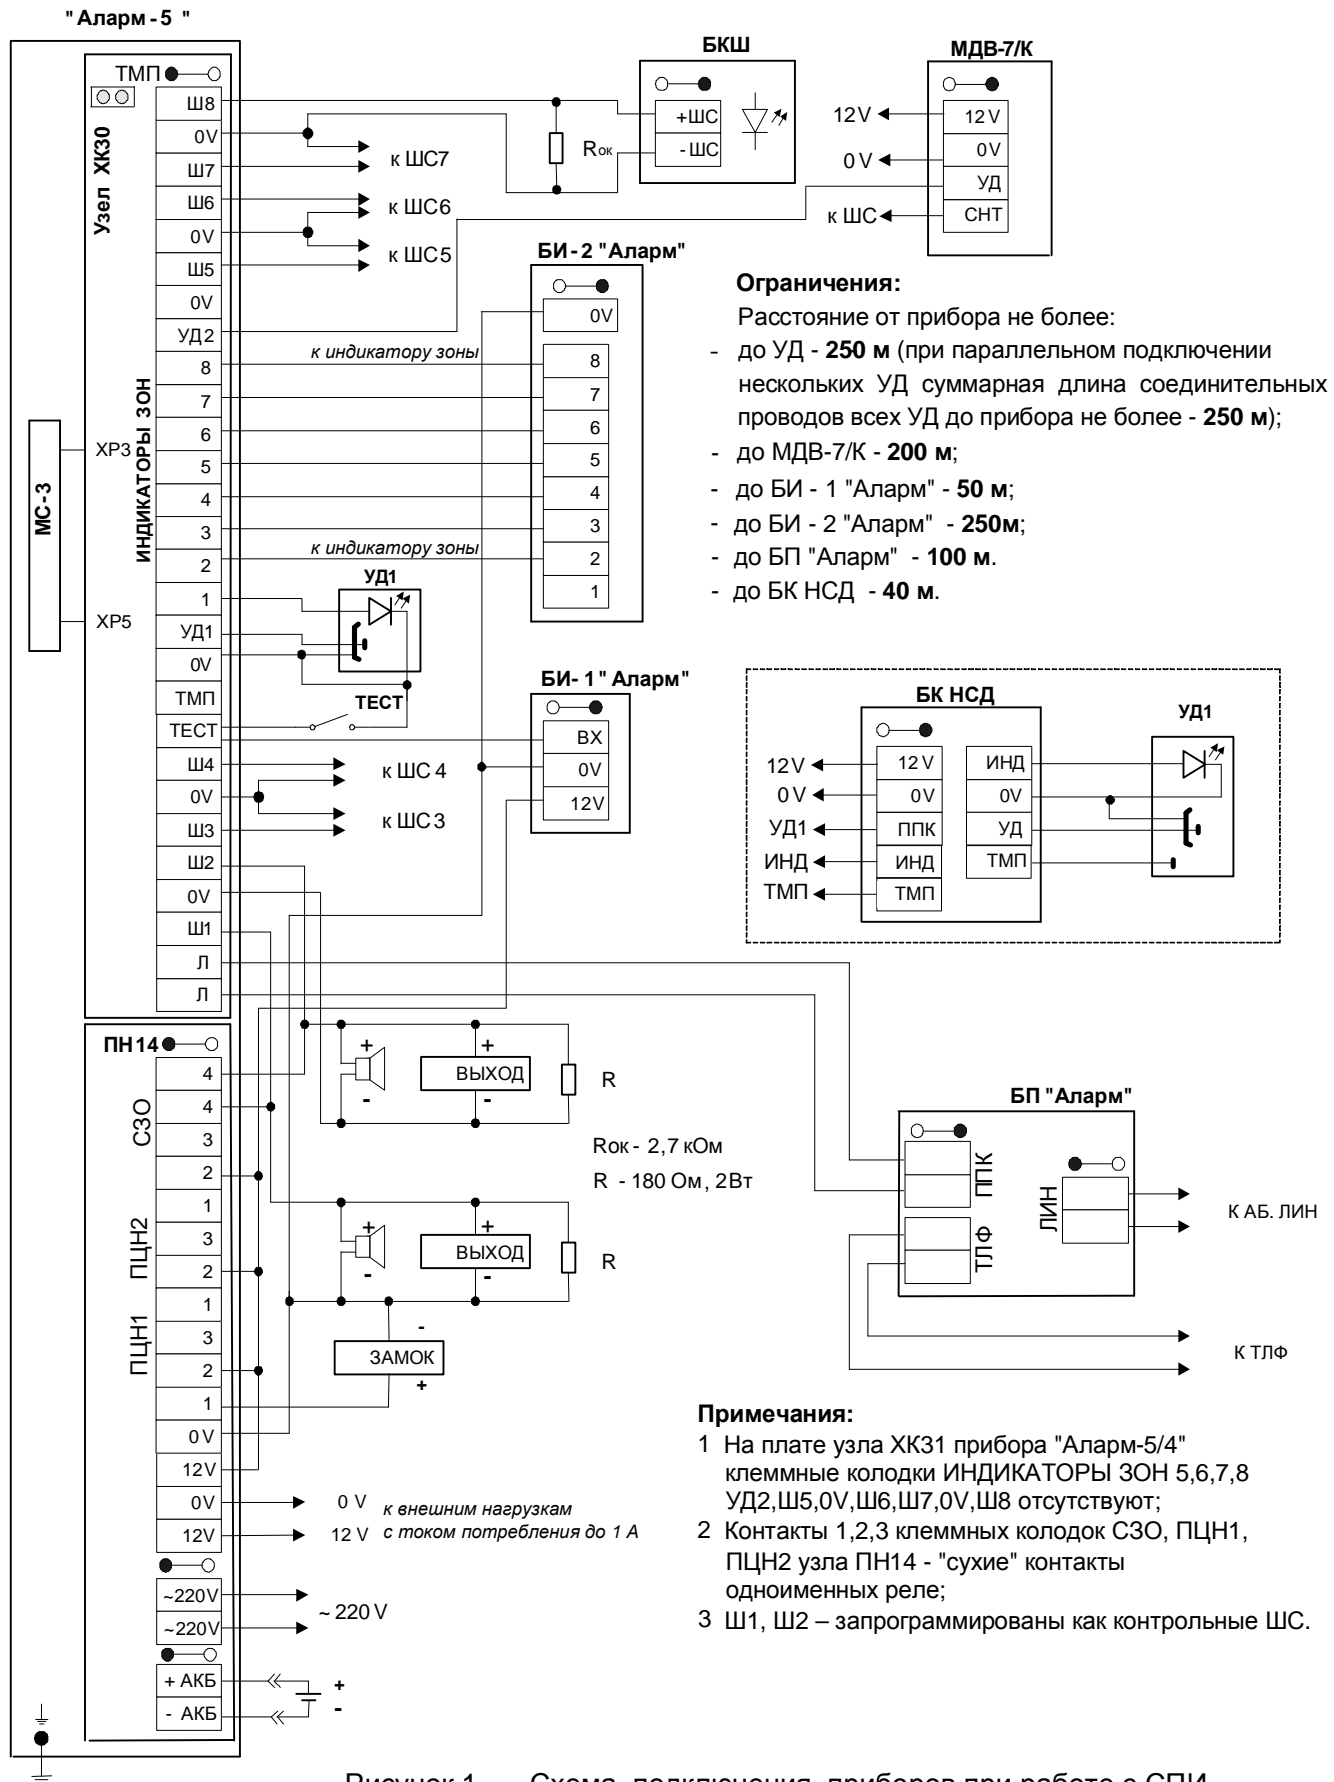 "Аларм-5 "
ТМП
Узел ХК30
Ш8
0V
Ш7
Ш6
0V
Ш5
0V
УД2
8
7
6
5
4
3
2
1
УД1
0V
ТМП
ТЕСТ
Ш4
0V
Ш3
Ш2
0V
Ш1
Л
Л
ИНДИКАТОРЫ ЗОН
МС-3
ХР3
ХР5
к ШС7
к ШС6
к ШС5
к индикатору зоны
к индикатору зоны
УД1
ТЕСТ
к ШС 4
к ШС 3
БКШ
+ШС
-ШС
Rок
МДВ-7/К
12V
0V
УД
СНТ
12V
0V
к ШС
БИ-2 "Аларм"
0V
8
7
6
5
4
3
2
1
БИ-1 "Аларм"
ВХ
0V
12V
Ограничения:
Расстояние от прибора не более:
- до УД - 250 м (при параллельном подключении
нескольких УД суммарная длина соединительных
проводов всех УД до прибора не более - 250 м);
- до МДВ-7/К - 200 м;
- до БИ - 1 "Аларм" - 50 м;
- до БИ - 2 "Аларм" - 250м;
- до БП "Аларм" - 100 м.
- до БК НСД - 40 м.
БК НСД
УД1
12V
0V
УД1
ИНД
ТМП
12V
0V
ППК
ИНД
ТМП
ИНД
0V
УД
ТМП
ПН14
СЗО
ПЦН2
ПЦН1
4
4
3
2
1
3
2
1
3
2
1
0V
12V
0V
12V
~220V
~220V
+ АКБ
- АКБ
+
ВЫХОД
+
-
-
R
+
ВЫХОД
+
-
-
R
-
ЗАМОК
+
Rок - 2,7 кОм
R - 180 Ом, 2Вт
0 V
12 V
к внешним нагрузкам
с током потребления до 1 А
~ 220 V
+
-
БП "Аларм"
ППК
ТЛФ
ЛИН
К АБ. ЛИН
К ТЛФ
Примечания:
1 На плате узла ХК31 прибора "Аларм-5/4"
клеммные колодки ИНДИКАТОРЫ ЗОН 5,6,7,8
УД2,Ш5,0V,Ш6,Ш7,0V,Ш8 отсутствуют;
2 Контакты 1,2,3 клеммных колодок СЗО, ПЦН1,
ПЦН2 узла ПН14 - "сухие" контакты
одноименных реле;
3 Ш1, Ш2 – запрограммированы как контрольные ШС.
Рисунок 1 Схема подключения приборов при работе с СПИ